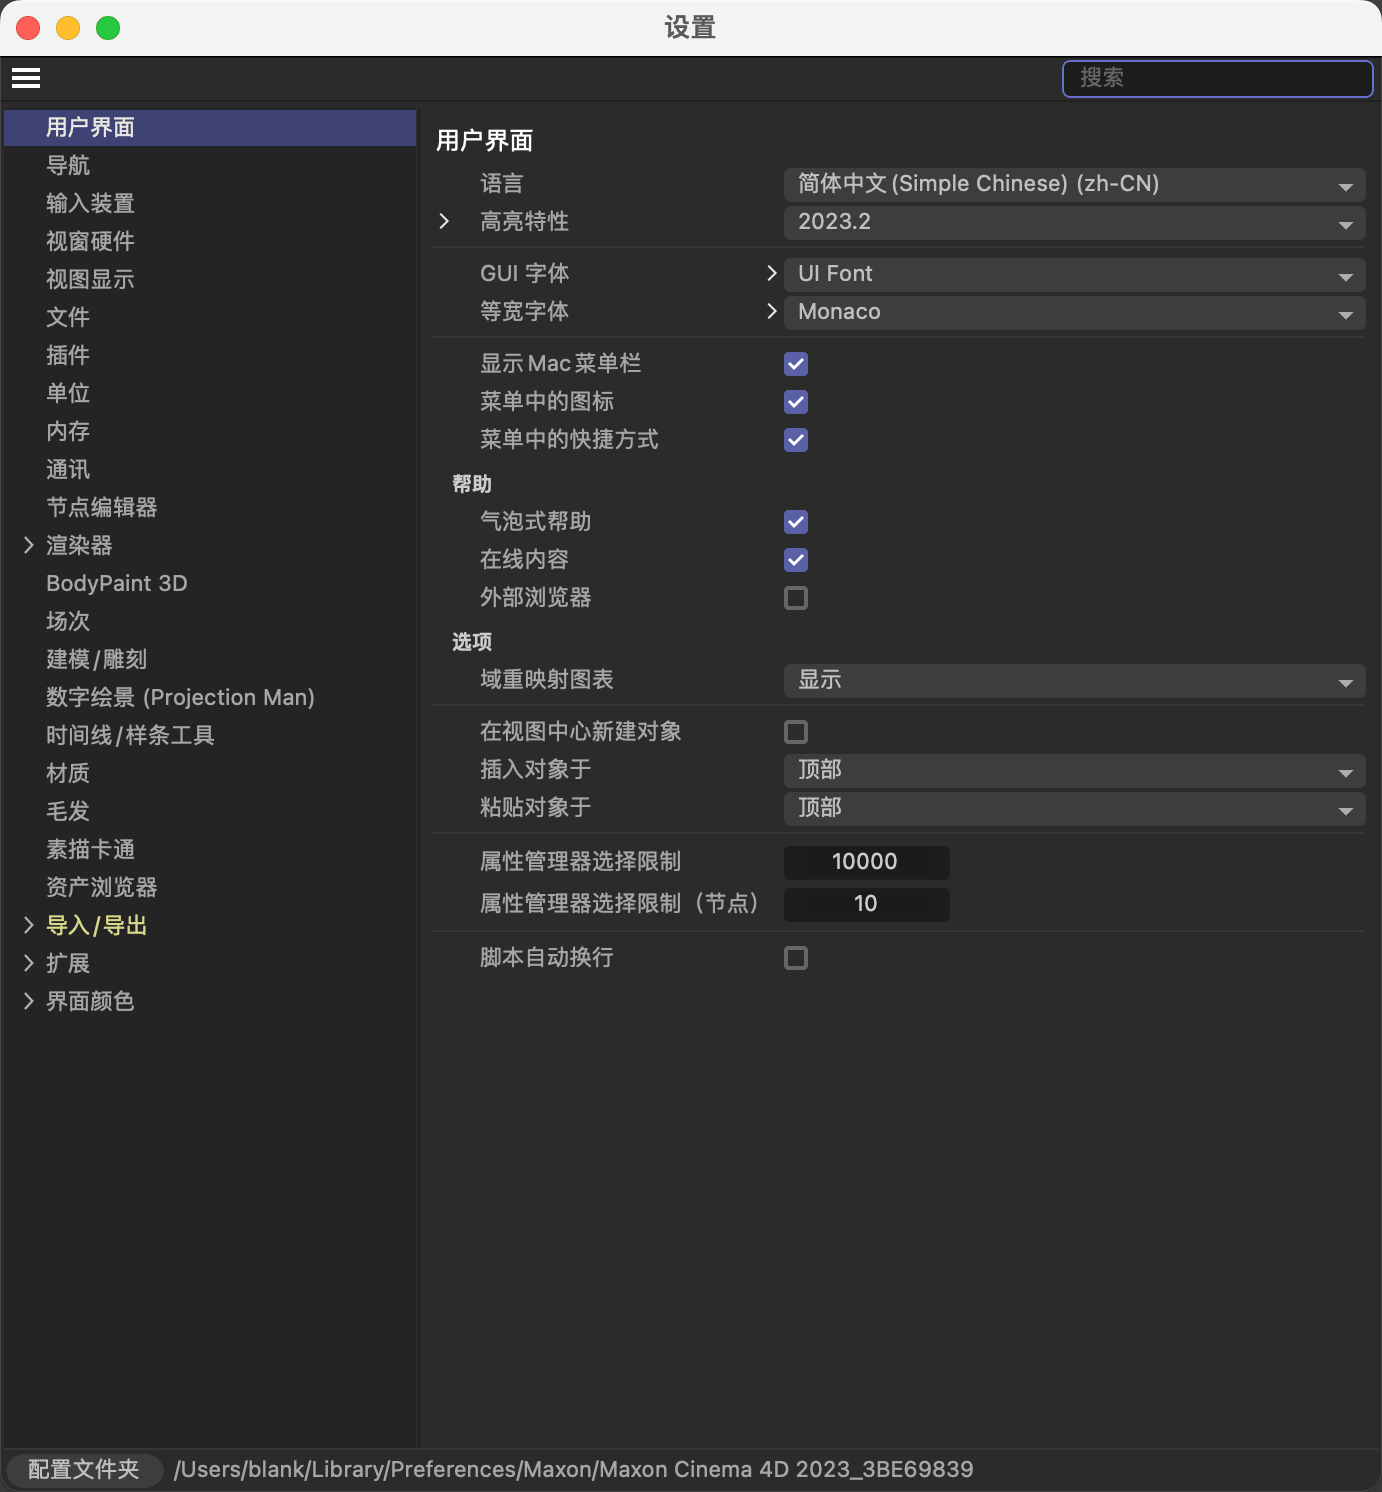 设置
搜索
用户界面
导航
输入装置
视窗硬件
视图显示
文件
插件
单位
内存
通讯
节点编辑器
渲染器
BodyPaint 3D
场次
建模/雕刻
数字绘景 (Projection Man)
时间线/样条工具
材质
毛发
素描卡通
资产浏览器
导入/导出
扩展
界面颜色
用户界面
语言 简体中文 (Simple Chinese) (zh-CN)
高亮特性 2023.2
GUI 字体 UI Font
等宽字体 Monaco
显示 Mac 菜单栏
菜单中的图标
菜单中的快捷方式
帮助
气泡式帮助
在线内容
外部浏览器
选项
域重映射图表 显示
在视图中心新建对象
插入对象于 顶部
粘贴对象于 顶部
属性管理器选择限制 10000
属性管理器选择限制（节点） 10
脚本自动换行
配置文件夹 /Users/blank/Library/Preferences/Maxon/Maxon Cinema 4D 2023_3BE69839